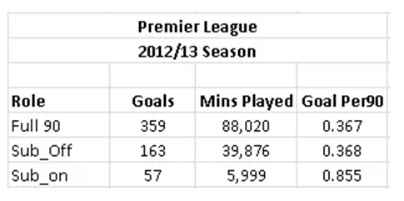 Premier League
2012/13 Season
Role Goals Mins Played Goal Per90
Full 90 359 88,020 0.367
Sub_Off 163 39,876 0.368
Sub_on 57 5,999 0.855